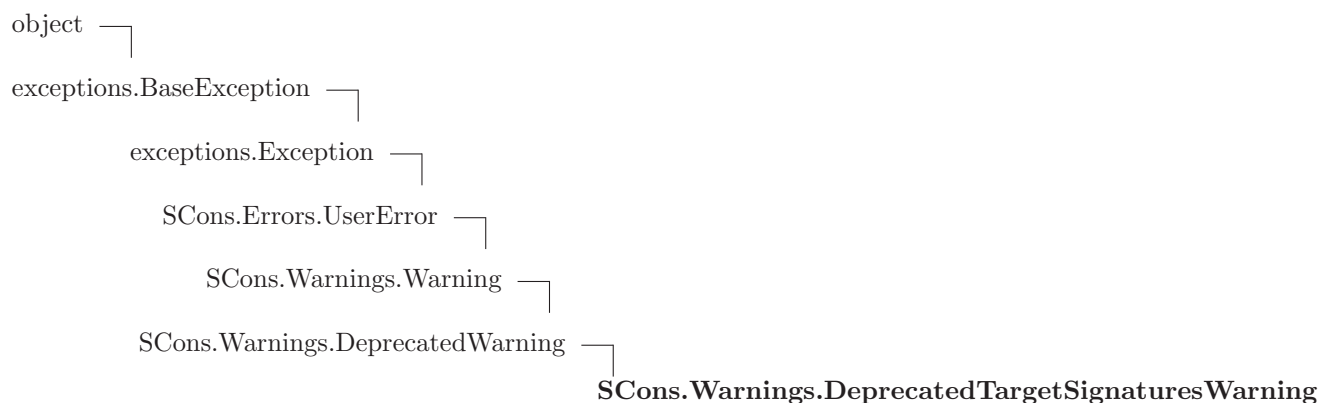 object
exceptions.BaseException
exceptions.Exception
SCons.Errors.UserError
SCons.Warnings.Warning
SCons.Warnings.DeprecatedWarning
SCons.Warnings.DeprecatedTargetSignaturesWarning